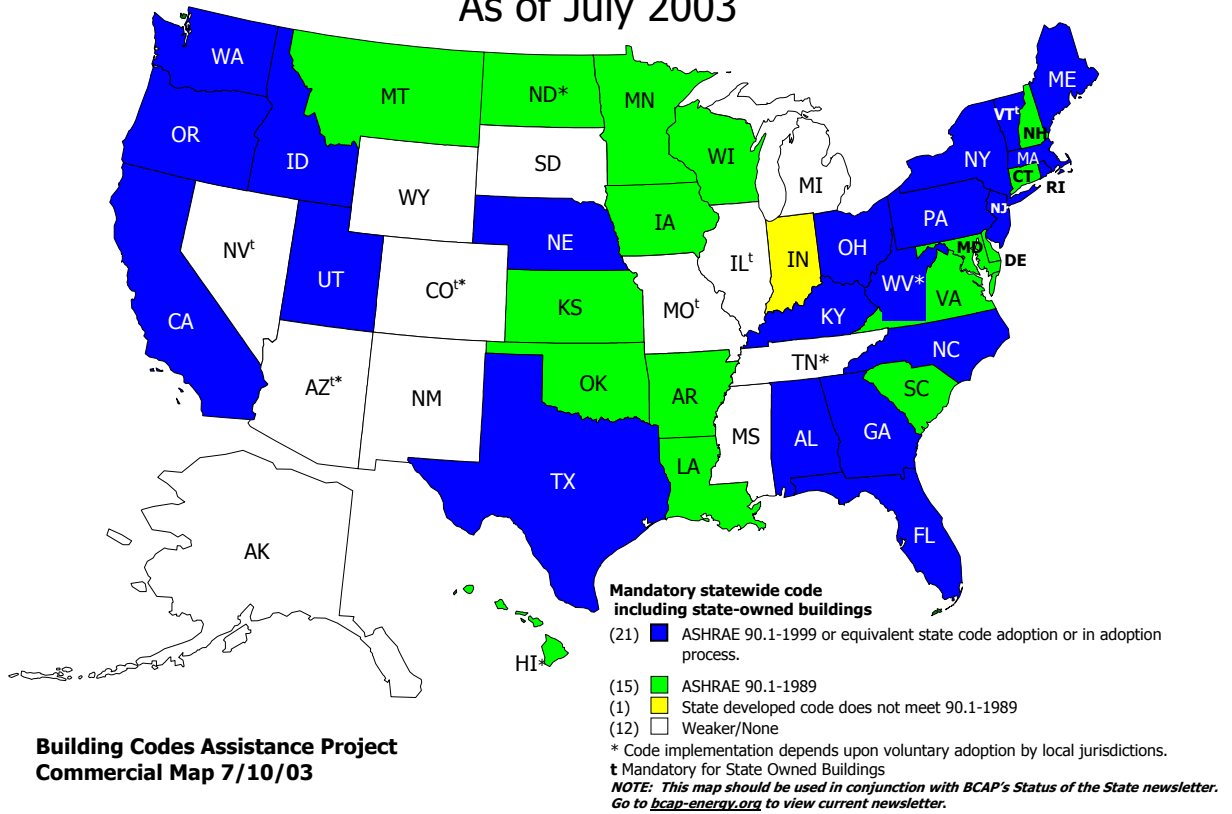 As of July 2003
WA
MT
ND*
MN
ME
VTt
NH
OR
ID
SD
WI
NY
MA
CT
RI
WY
MI
IA
PA
NJ
NE
NVt
UT
COt*
ILt
IN
OH
MD
DE
WV*
VA
KS
MOt
KY
CA
NC
TN*
AZt*
NM
OK
AR
SC
MS
AL
GA
LA
TX
FL
AK
HI*
Mandatory statewide code
including state-owned buildings
(21) ASHRAE 90.1-1999 or equivalent state code adoption or in adoption
process.
(15) ASHRAE 90.1-1989
(1) State developed code does not meet 90.1-1989
(12) Weaker/None
* Code implementation depends upon voluntary adoption by local jurisdictions.
t Mandatory for State Owned Buildings
NOTE: This map should be used in conjunction with BCAP's Status of the State newsletter.
Go to bcap-energy.org to view current newsletter.
Building Codes Assistance Project
Commercial Map 7/10/03